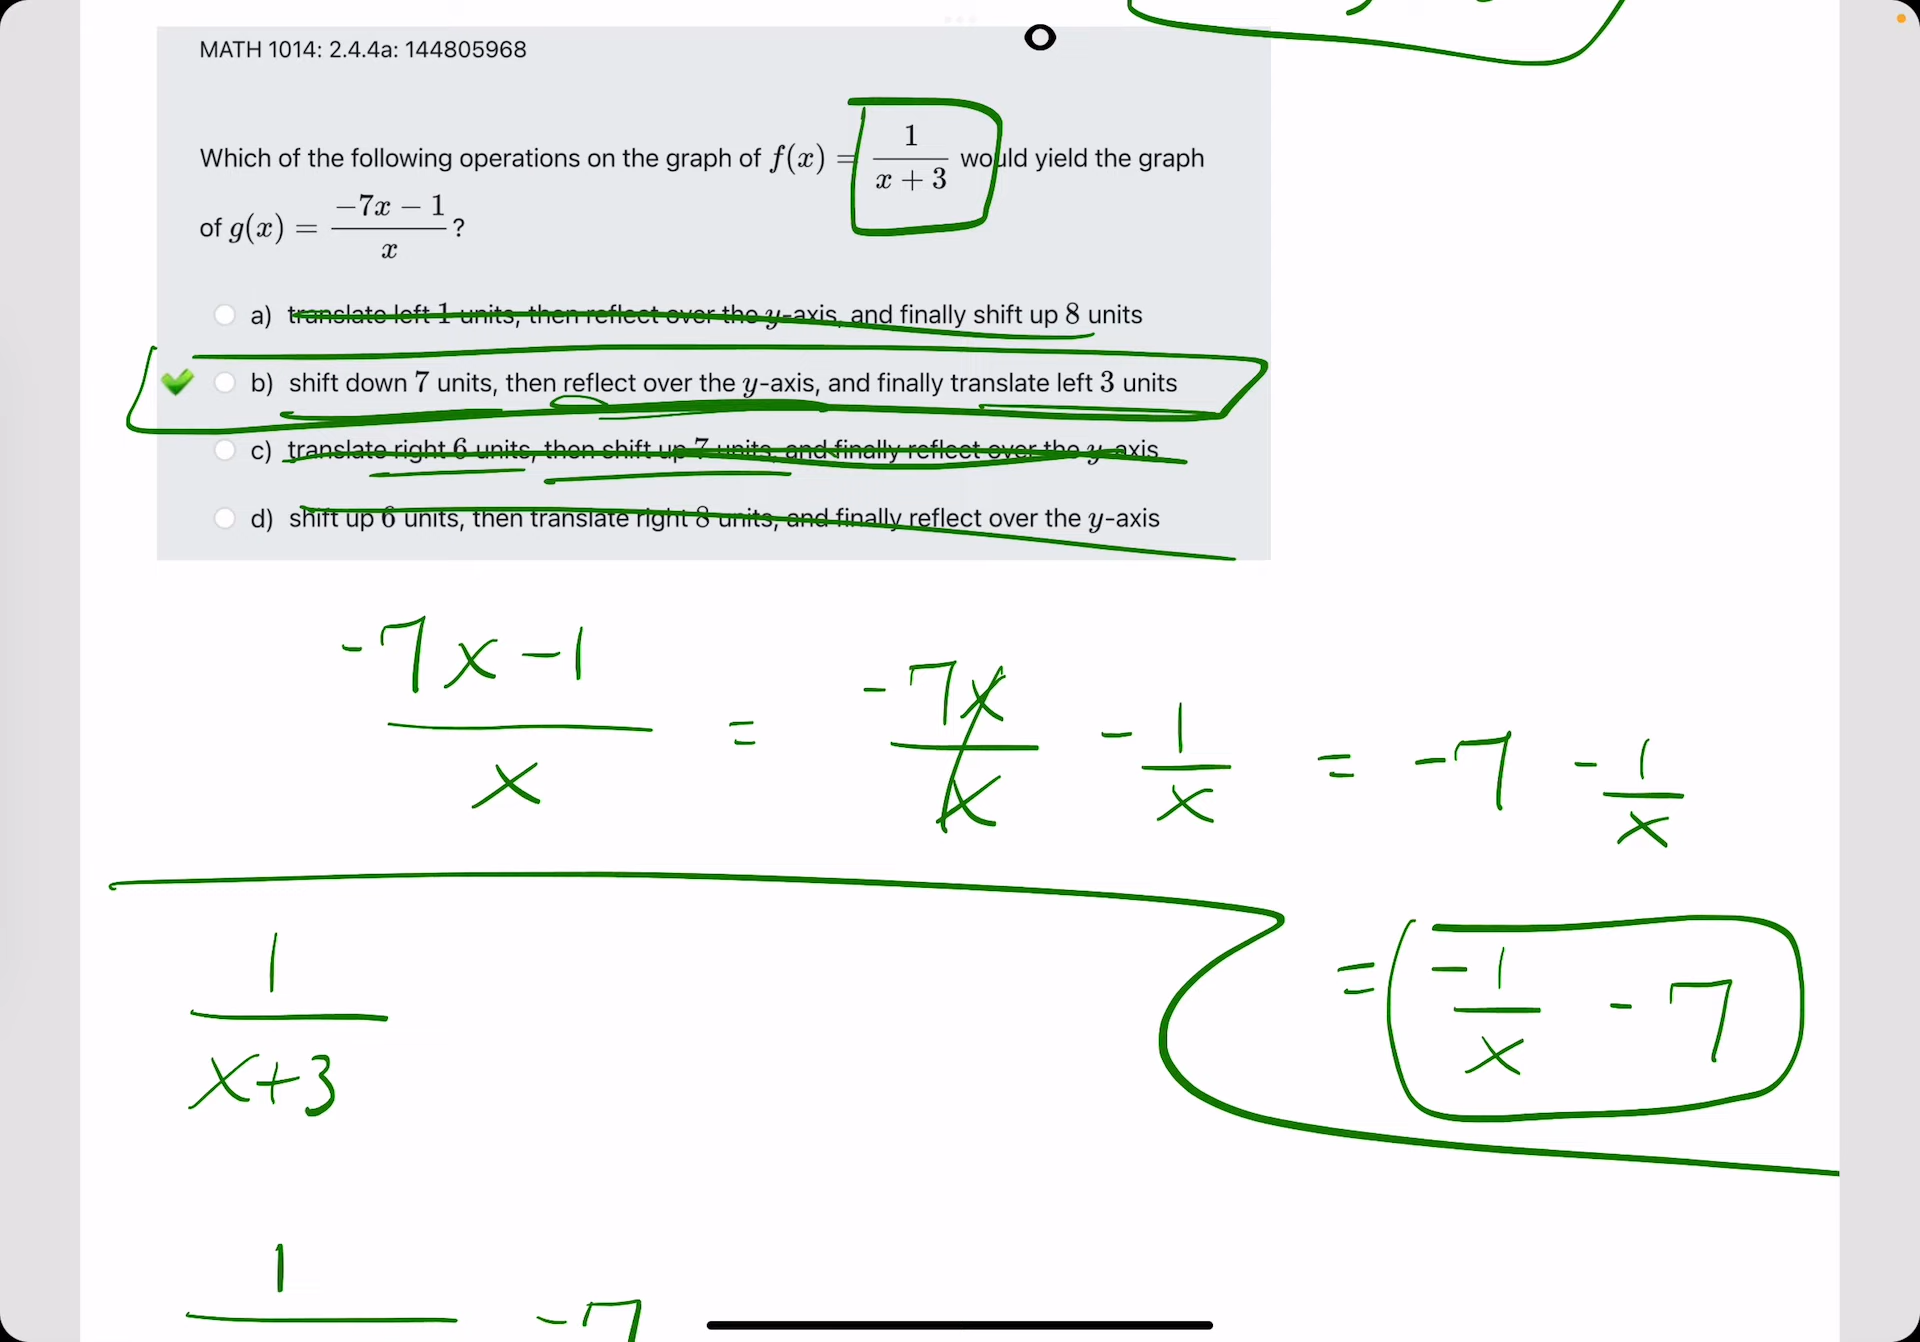 MATH 1014: 2.4.4a: 144805968
Which of the following operations on the graph of f(x) = 1/(x + 3) would yield the graph
of g(x) = (−7x − 1)/x ?
a) translate left 1 units, then reflect over the y-axis, and finally shift up 8 units
b) shift down 7 units, then reflect over the y-axis, and finally translate left 3 units
c) translate right 6 units, then shift up 7 units, and finally reflect over the y-axis
d) shift up 6 units, then translate right 8 units, and finally reflect over the y-axis
(-7x-1)/x = -7x/x - 1/x = -7 - 1/x
= -1/x - 7
1/(x+3)
1
-7